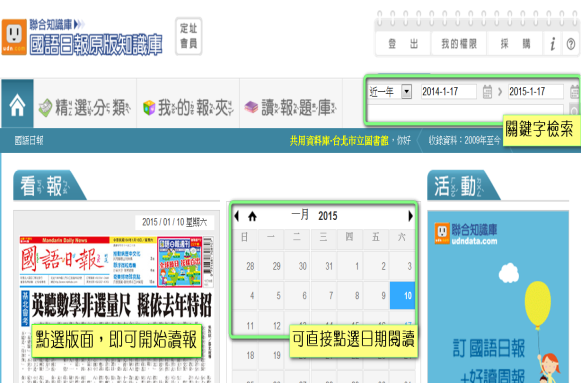 聯合知識庫
國語日報原版知識庫
定址
會員
登 出
我的權限
採 購
近一年
2014-1-17
2015-1-17
關鍵字檢索
精選分類
我的報夾
讀報題庫
國語日報
共用資料庫-台北市立圖書館，你好
收錄資料：2009年至今
看報
活動
2015 / 01 / 10 星期六
Mandarin Daily News
國語日報
英聽數學非選量尺 擬依去年特招
點選版面，即可開始讀報
一月 2015
日 一 二 三 四 五 六
28 29 30 31 1 2 3
4 5 6 7 8 9 10
11 12
可直接點選日期閱讀
18 19
聯合知識庫
udndata.com
訂 國語日報
+好讀周報